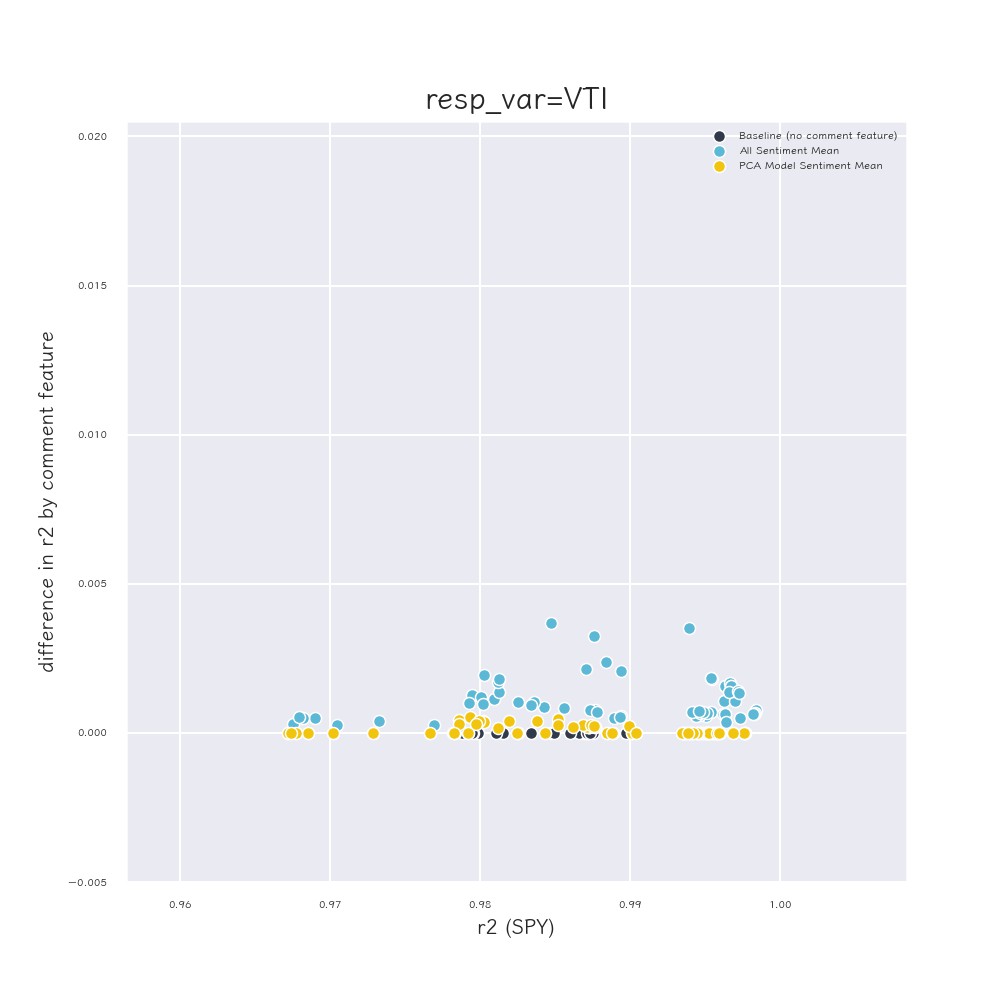 resp_var=VTI
Baseline (no comment feature)
All Sentiment Mean
PCA Model Sentiment Mean
difference in r2 by comment feature
0.020
0.015
0.010
0.005
0.000
−0.005
0.96 0.97 0.98 0.99 1.00
r2 (SPY)